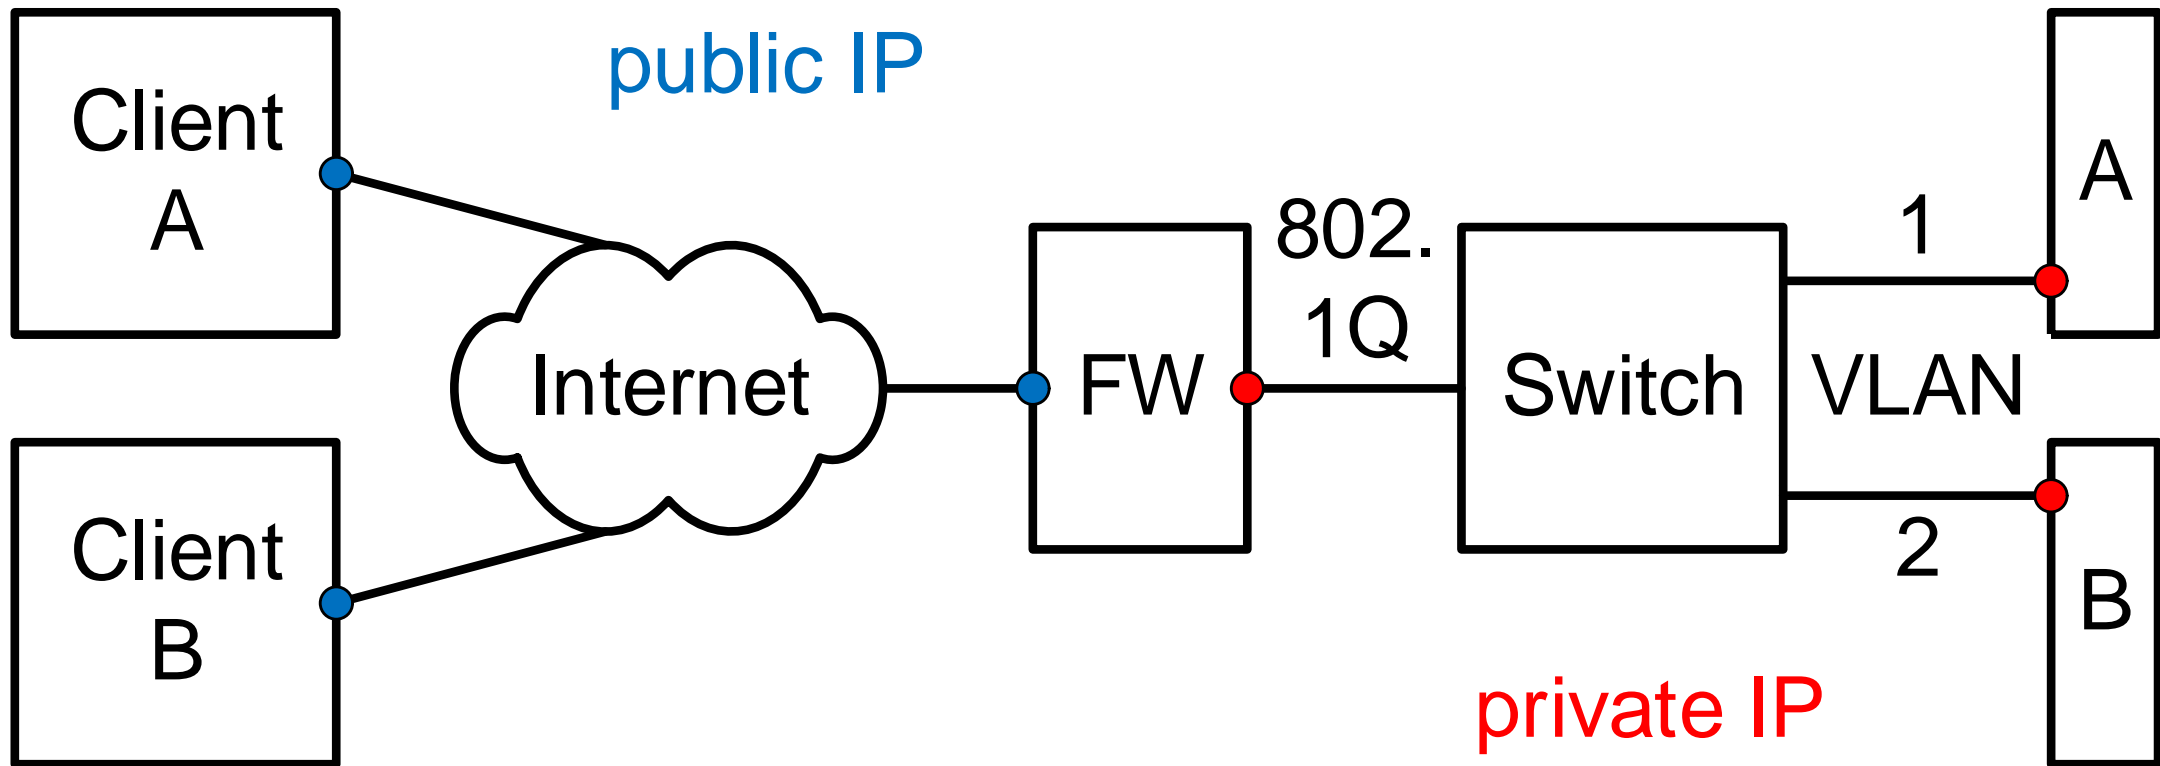 public IP
Client
A
Internet
FW
802.
1Q
Switch
1
VLAN
2
A
Client
B
B
private IP